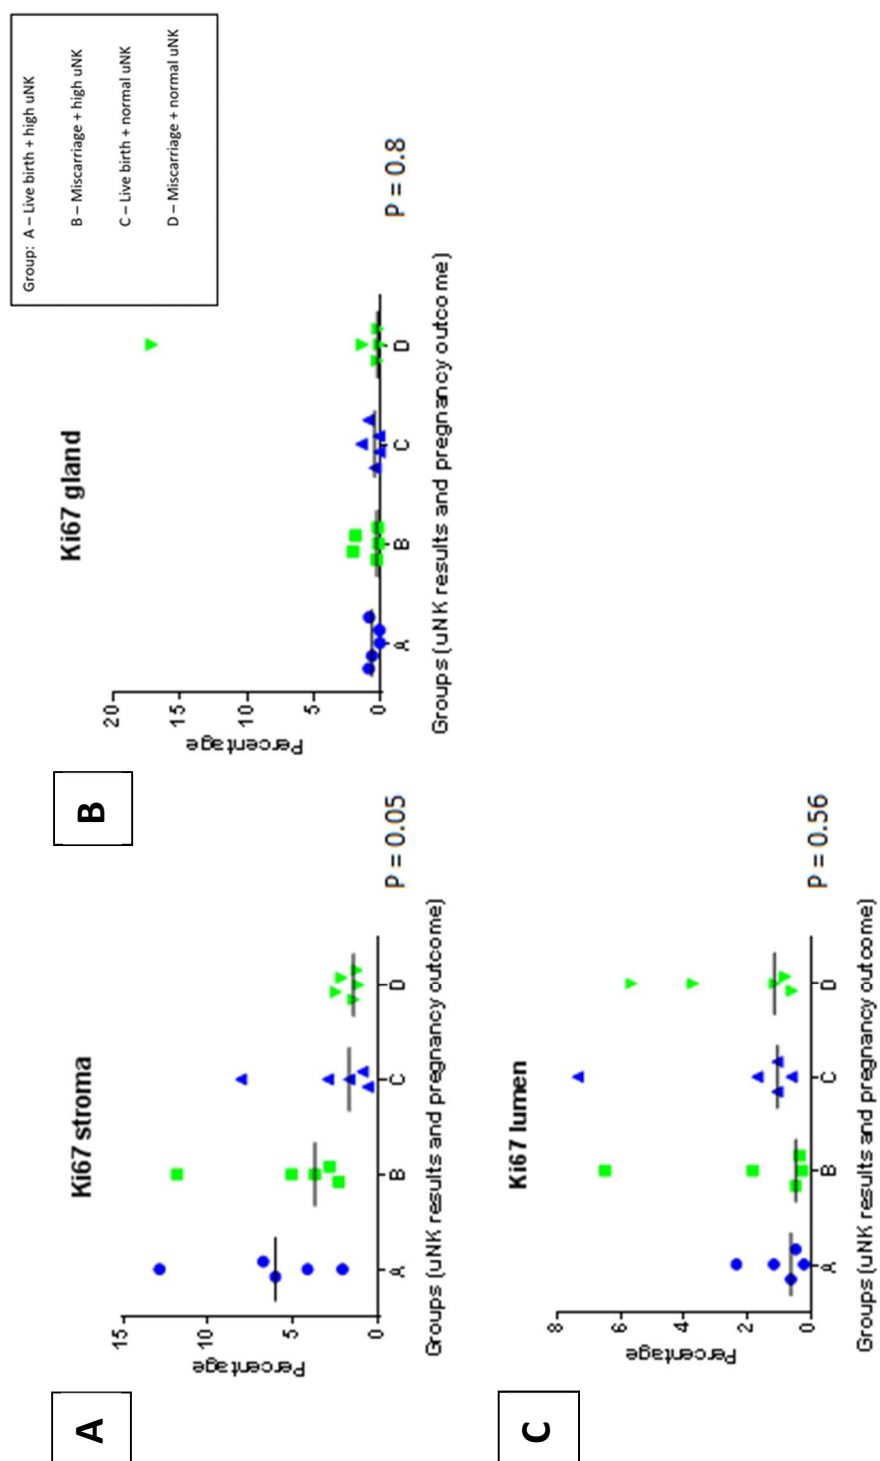 A
Ki67 stroma
Percentage
15
10
5
0
A B C D
Groups (uNK results and pregnancy outcome)
P = 0.05
B
Ki67 gland
Percentage
20
15
10
5
0
A B C D
Groups (uNK results and pregnancy outcome)
P = 0.8
Group: A – Live birth + high uNK
B – Miscarriage + high uNK
C – Live birth + normal uNK
D – Miscarriage + normal uNK
C
Ki67 lumen
Percentage
8
6
4
2
0
A B C D
Groups (uNK results and pregnancy outcome)
P = 0.56